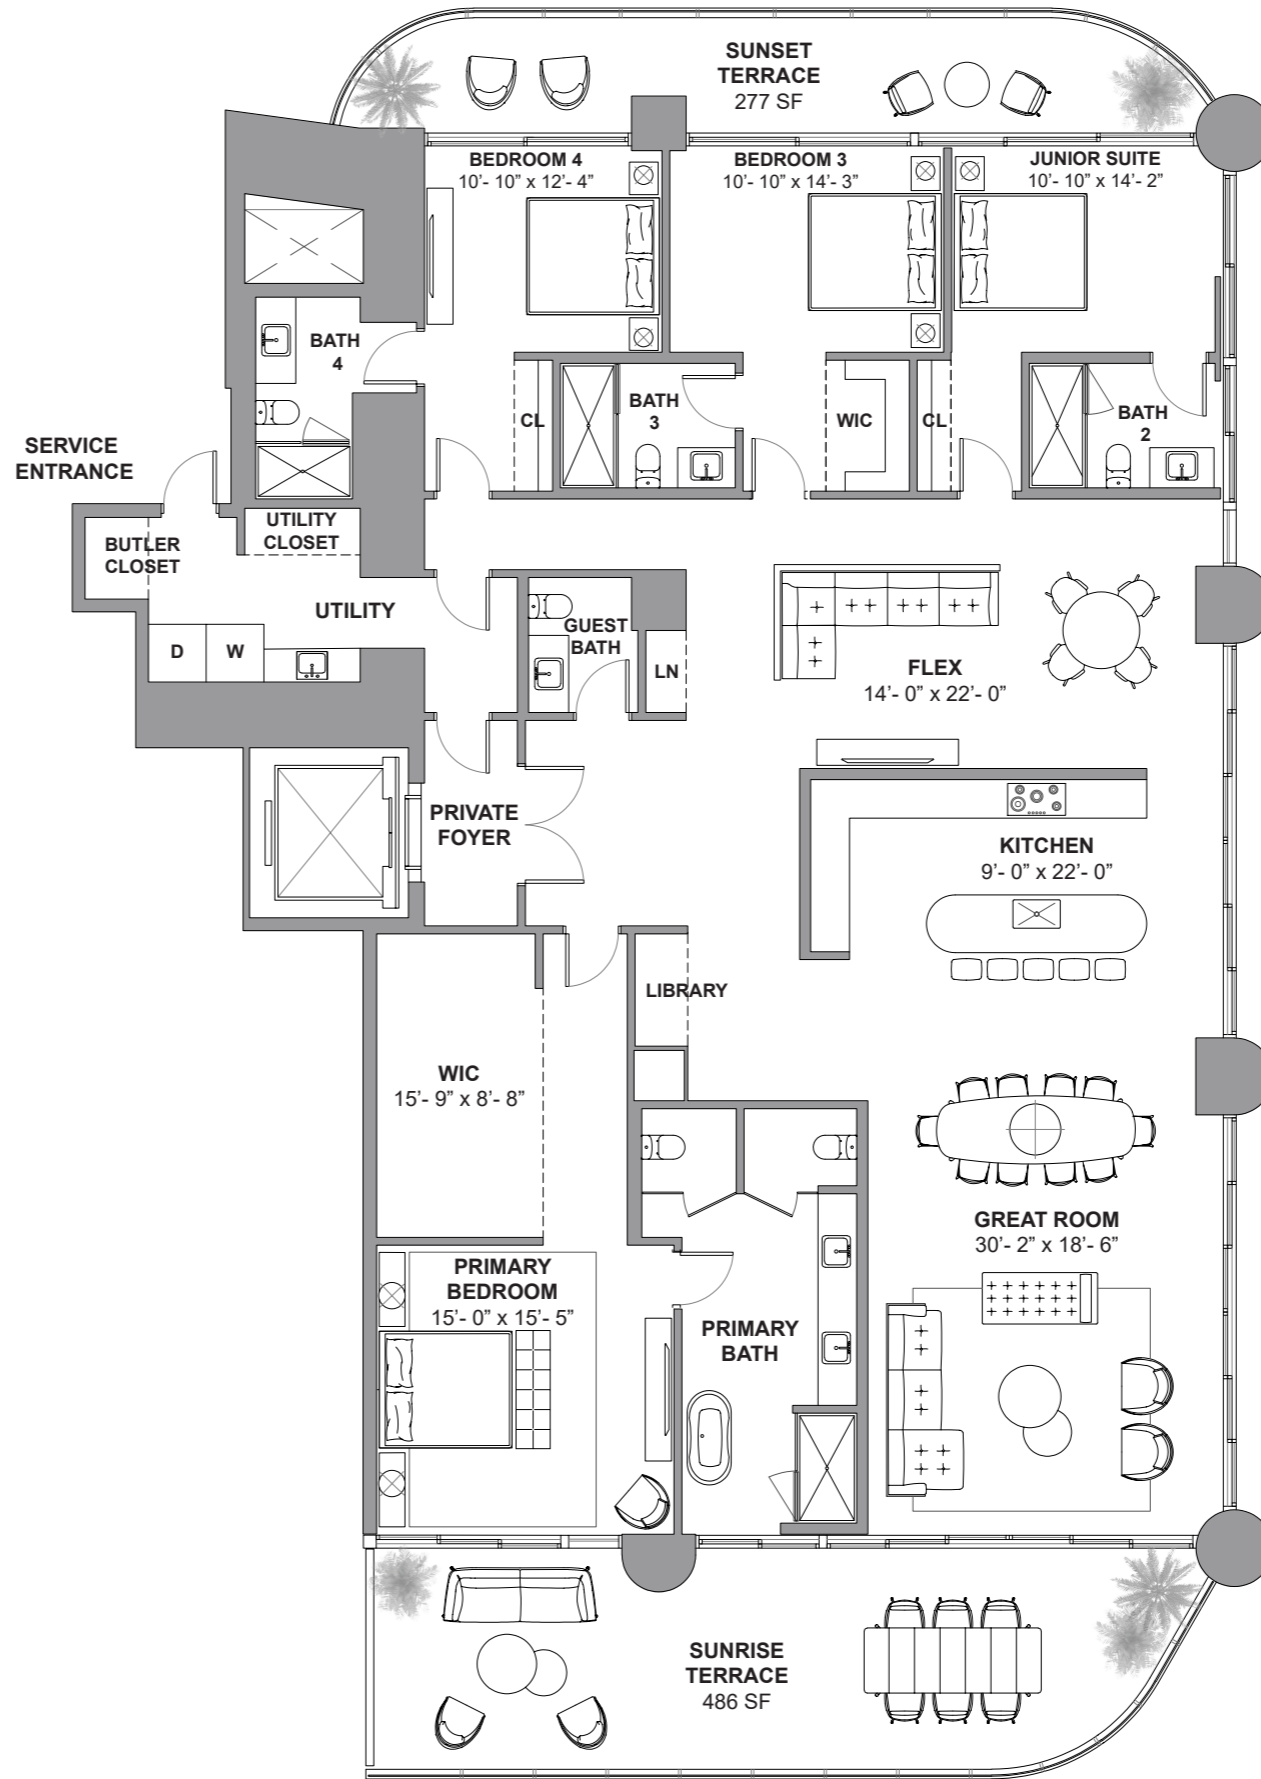 SUNSET
TERRACE
277 SF
BEDROOM 4
10'- 10” x 12'- 4”
BEDROOM 3
10'- 10” x 14'- 3”
JUNIOR SUITE
10'- 10” x 14'- 2”
BATH
4
CL
BATH
3
WIC
CL
BATH
2
SERVICE
ENTRANCE
BUTLER
CLOSET
UTILITY
CLOSET
UTILITY
D
W
GUEST
BATH
LN
FLEX
14'- 0” x 22'- 0”
PRIVATE
FOYER
KITCHEN
9'- 0” x 22'- 0”
LIBRARY
WIC
15'- 9” x 8'- 8”
GREAT ROOM
30'- 2” x 18'- 6”
PRIMARY
BEDROOM
15'- 0” x 15'- 5”
PRIMARY
BATH
SUNRISE
TERRACE
486 SF